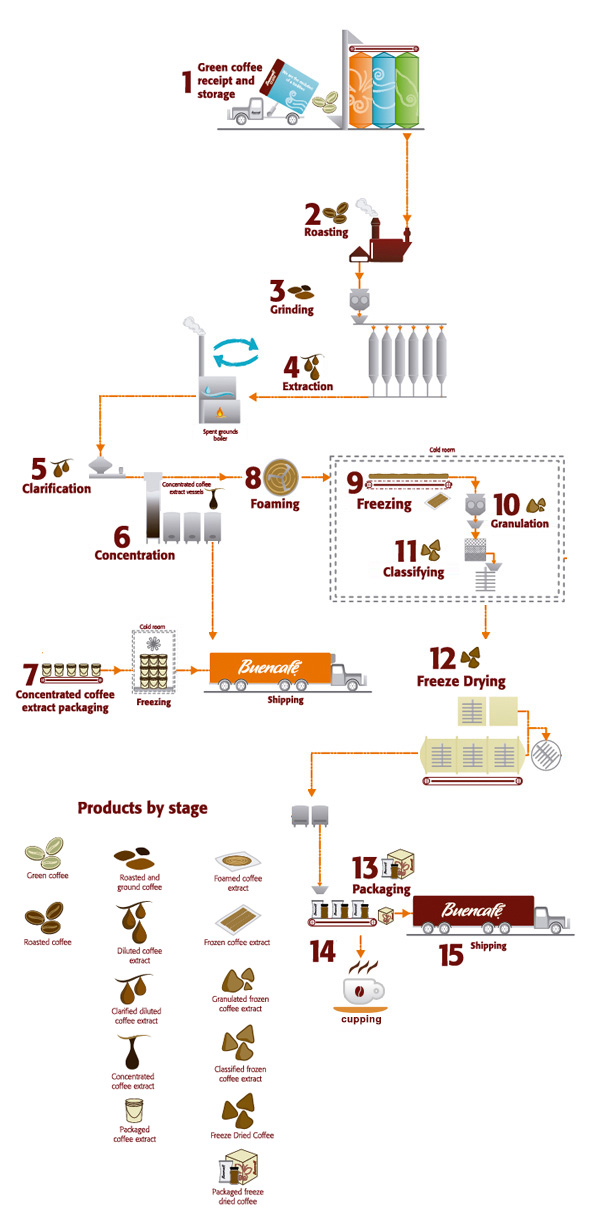 1
Green coffee
receipt and
storage
2
Roasting
3
Grinding
4
Extraction
Spent grounds
boiler
5
Clarification
Concentrated coffee
extract vessels
6
Concentration
8
Foaming
Cold room
9
Freezing
10
Granulation
11
Classifying
7
Concentrated coffee
extract packaging
Cold room
Freezing
Buencafé
Shipping
12
Freeze Drying
13
Packaging
14
cupping
Buencafé
15
Shipping
Products by stage
Green coffee
Roasted and
ground coffee
Foamed coffee
extract
Roasted coffee
Diluted coffee
extract
Frozen coffee extract
Clarified diluted
coffee extract
Granulated frozen
coffee extract
Concentrated
coffee extract
Classified frozen
coffee extract
Packaged
coffee extract
Freeze Dried Coffee
Packaged freeze
dried coffee